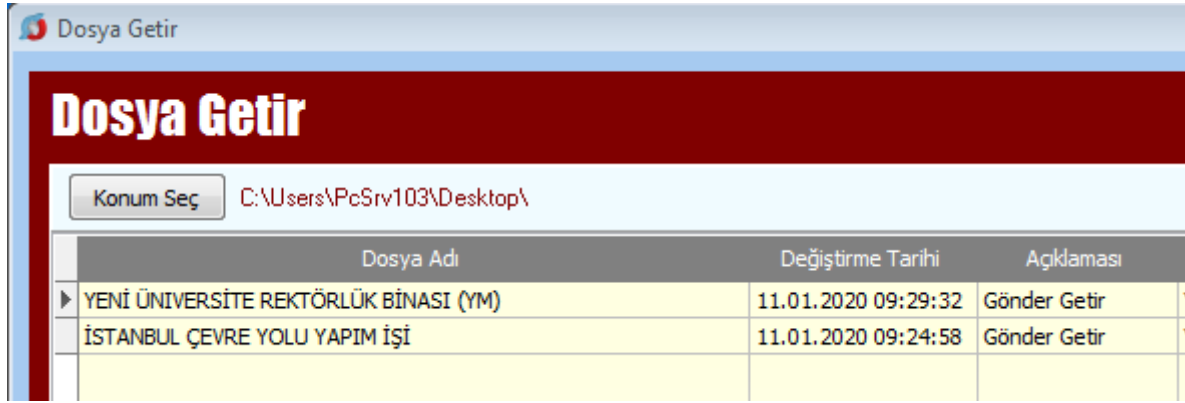 Dosya Getir
Dosya Getir
Konum Seç C:\Users\PcSrv103\Desktop\
Dosya Adı Değiştirme Tarihi Açıklaması
YENİ ÜNIVERSİTE REKTÖRLÜK BİNASI (YM) 11.01.2020 09:29:32 Gönder Getir
İSTANBUL ÇEVRE YOLU YAPIM İŞİ 11.01.2020 09:24:58 Gönder Getir